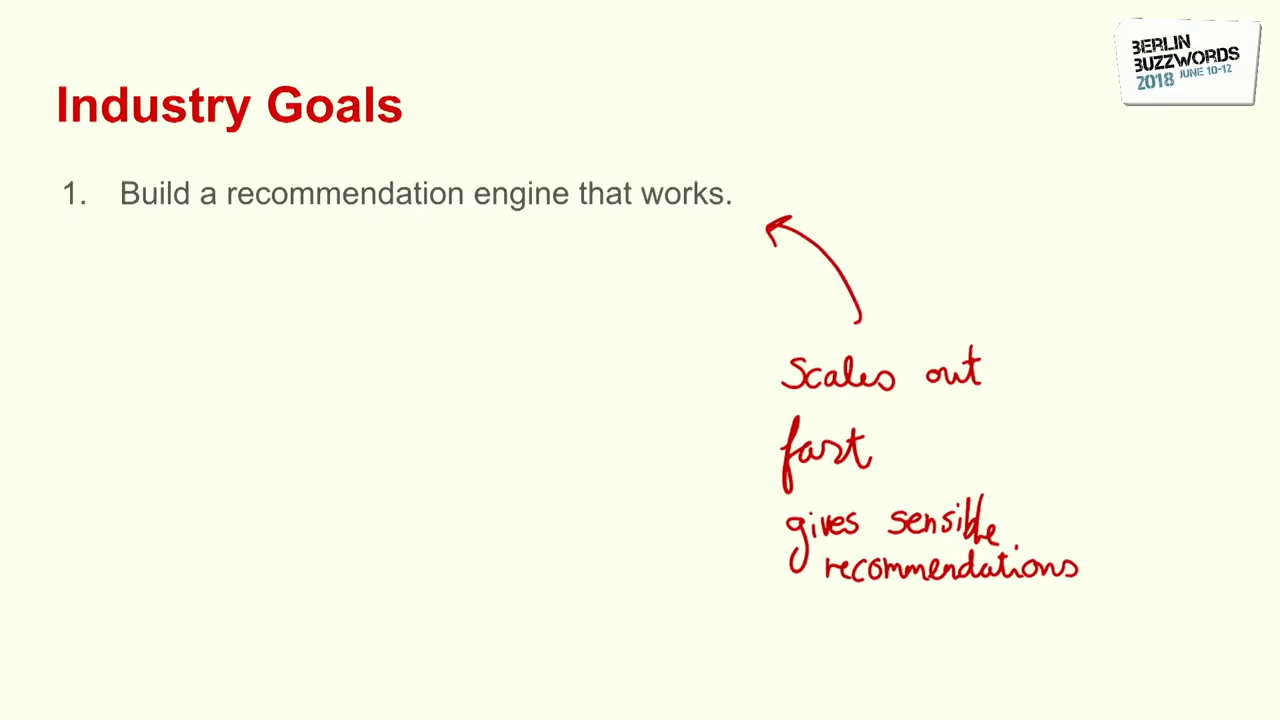 BERLIN
BUZZWORDS
2018 JUNE 10-12
Industry Goals
1. Build a recommendation engine that works.
Scales out
fast
gives sensible
recommendations